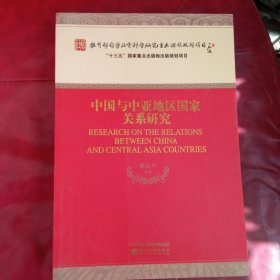 教育部哲学社会科学研究重大课题攻关项目
“十三五”国家重点出版物出版规划项目
中国与中亚地区国家
关系研究
RESEARCH ON THE RELATIONS
BETWEEN CHINA
AND CENTRAL ASIA COUNTRIES